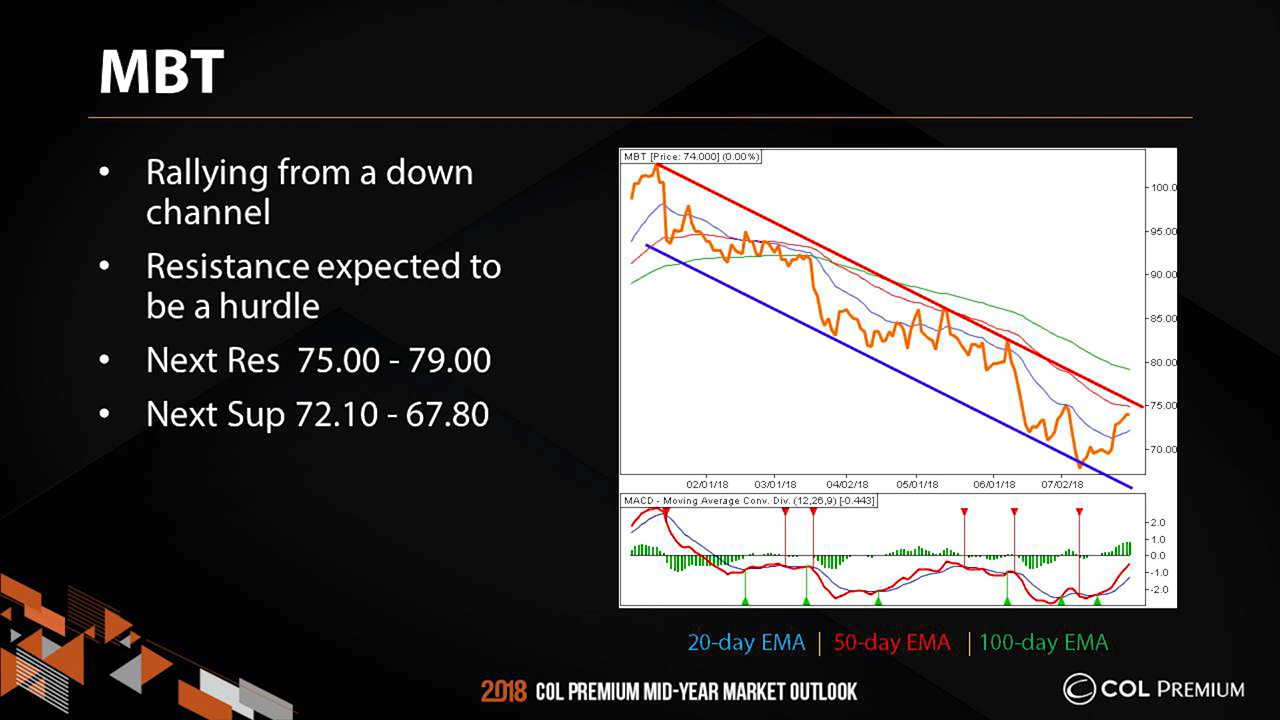 MBT
• Rallying from a down
channel
• Resistance expected to
be a hurdle
• Next Res 75.00 - 79.00
• Next Sup 72.10 - 67.80
MBT [Price: 74.000] (0.00%)
100.0
95.00
90.00
85.00
80.00
75.00
70.00
02/01/18 03/01/18 04/02/18 05/01/18 06/01/18 07/02/18
MACD - Moving Average Conv. Div. (12,26,9) [-0.443]
2.0
1.0
0.0
-1.0
-2.0
20-day EMA | 50-day EMA | 100-day EMA
2018 COL PREMIUM MID-YEAR MARKET OUTLOOK
COL PREMIUM